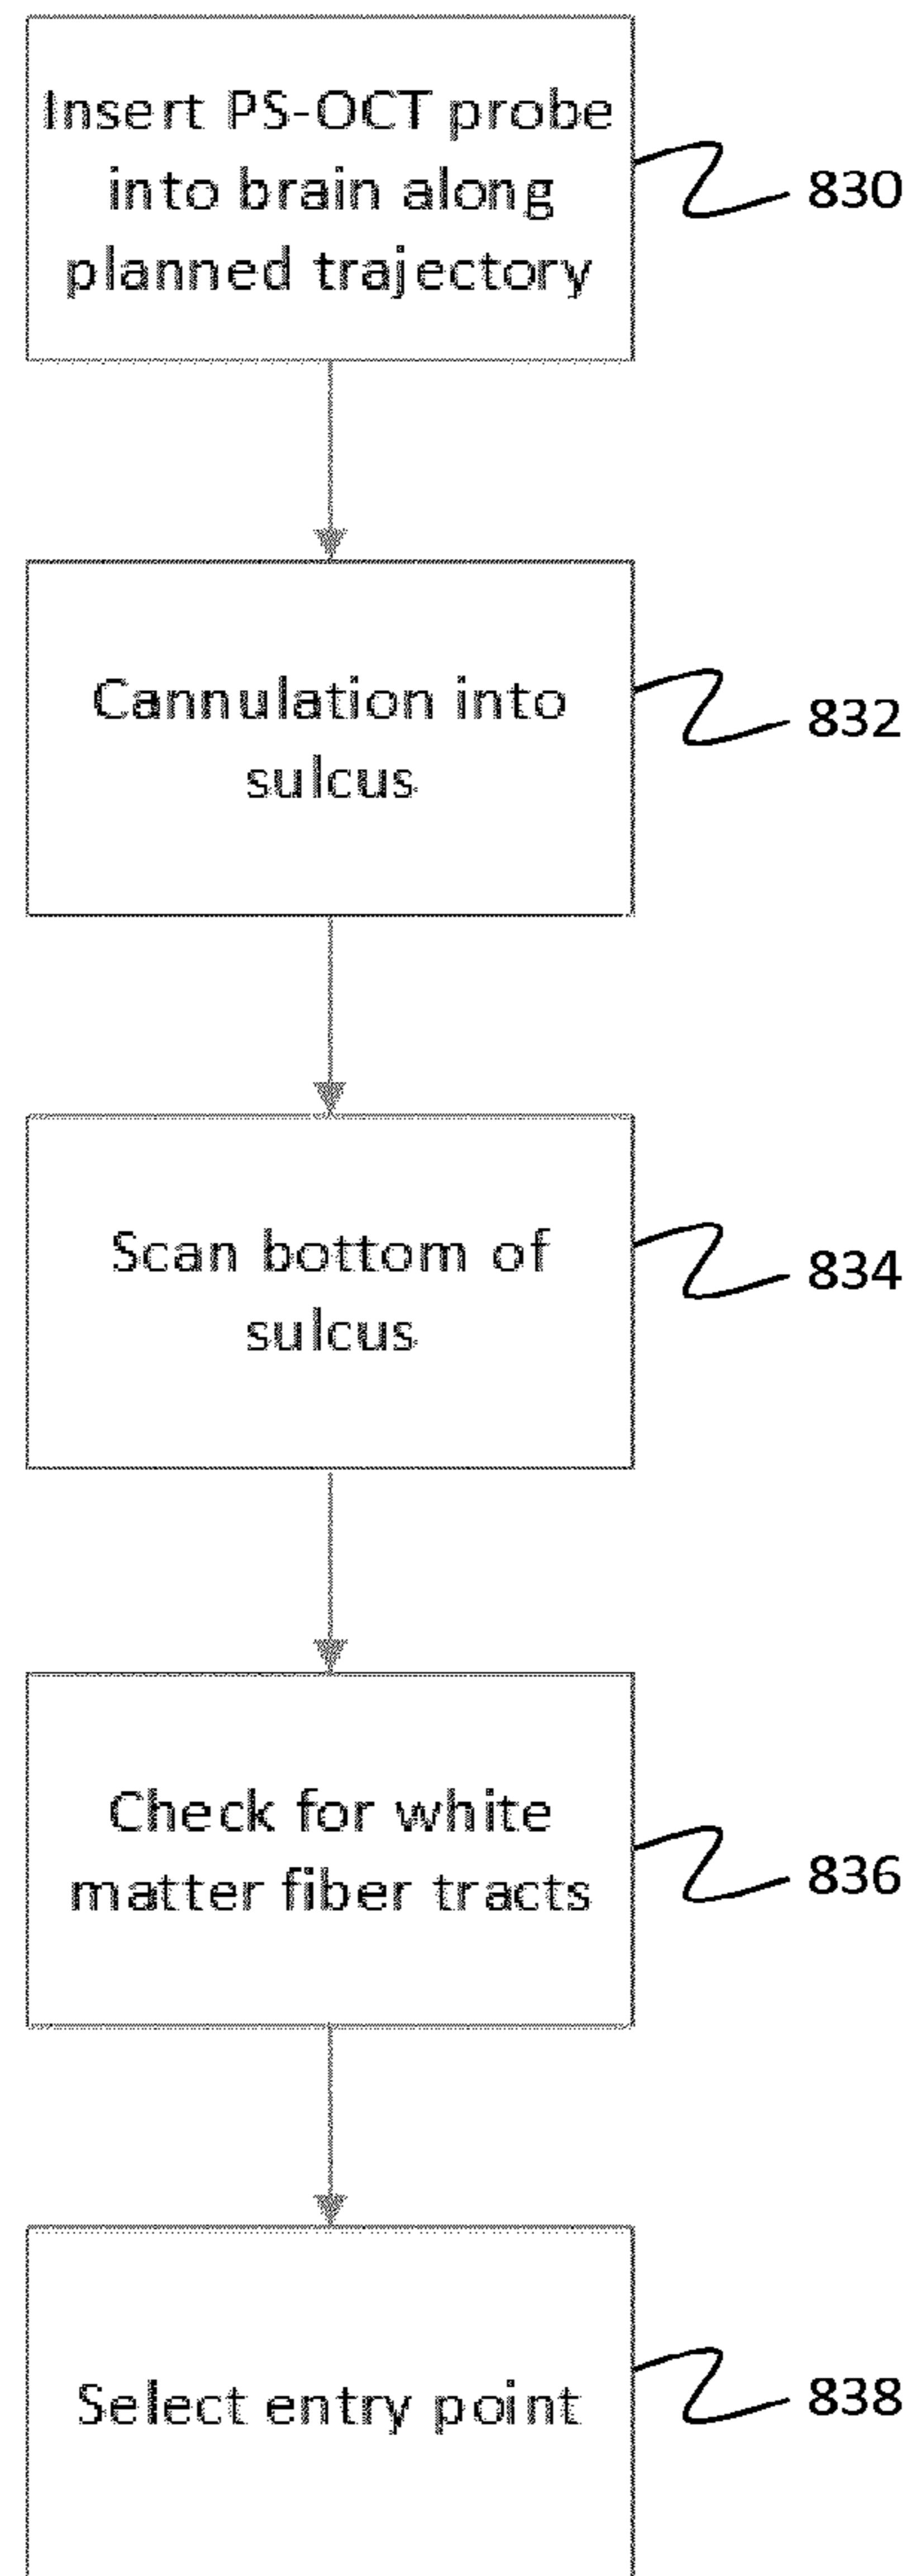 Insert PS-OCT probe
into brain along
planned trajectory
830
Cannulation into
sulcus
832
Scan bottom of
sulcus
834
Check for white
matter fiber tracts
836
Select entry point
838